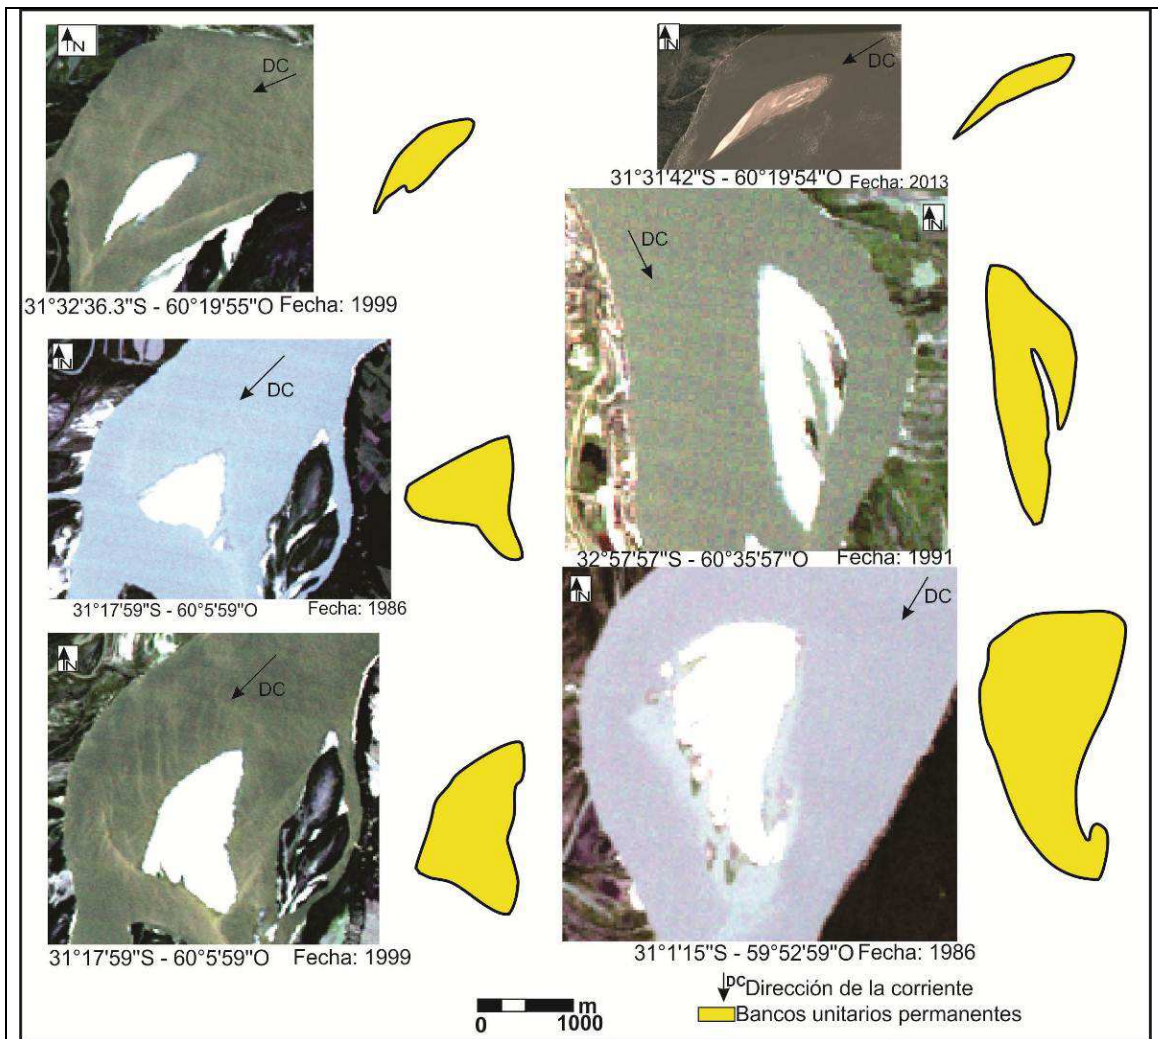 N
DC
31°32'36.3"S - 60°19'55"O Fecha: 1999
N
DC
31°17'59"S - 60°5'59"O Fecha: 1986
N
DC
31°17'59"S - 60°5'59"O Fecha: 1999
N
DC
31°31'42"S - 60°19'54"O Fecha: 2013
N
DC
32°57'57"S - 60°35'57"O Fecha: 1991
N
DC
31°1'15"S - 59°52'59"O Fecha: 1986
m
0 1000
DC Dirección de la corriente
Bancos unitarios permanentes